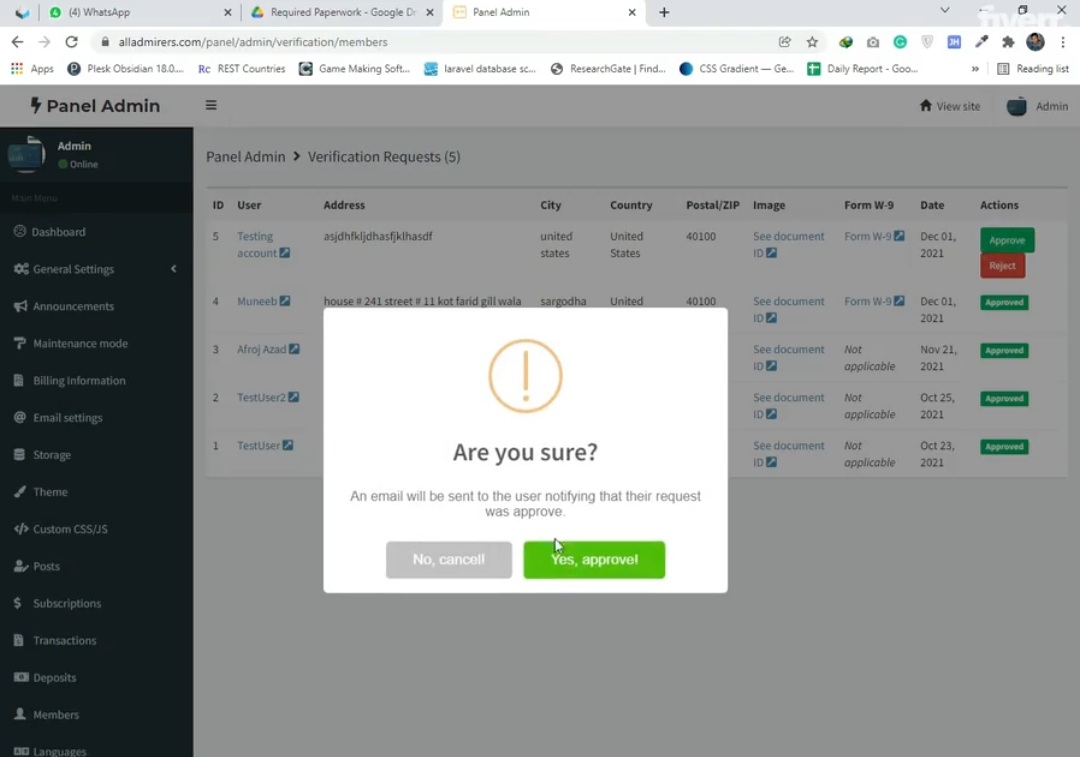 (4) WhatsApp
Required Paperwork - Google Dr
Panel Admin
fiverr
alladmirers.com/panel/admin/verification/members
Apps
Plesk Obsidian 18.0....
Rc REST Countries
Game Making Soft...
laravel database sc...
ResearchGate | Find...
CSS Gradient — Ge...
Daily Report - Goo...
»
Reading list
Panel Admin
View site
Admin
Admin
Online
Main Menu
Dashboard
General Settings
Announcements
Maintenance mode
Billing Information
Email settings
Storage
Theme
Custom CSS/JS
Posts
Subscriptions
Transactions
Deposits
Members
Languages
Panel Admin > Verification Requests (5)
ID User Address City Country Postal/ZIP Image Form W-9 Date Actions
5 Testing account asjdhfkljdhasfjklhasdf united states United States 40100 See document ID Form W-9 Dec 01, 2021 Approve Reject
4 Muneeb house # 241 street # 11 kot farid gill wala sargodha United 40100 See document ID Form W-9 Dec 01, 2021 Approved
3 Afroj Azad See document ID Not applicable Nov 21, 2021 Approved
2 TestUser2 See document ID Not applicable Oct 25, 2021 Approved
1 TestUser See document ID Not applicable Oct 23, 2021 Approved
Are you sure?
An email will be sent to the user notifying that their request
was approve.
No, cancel!
Yes, approve!